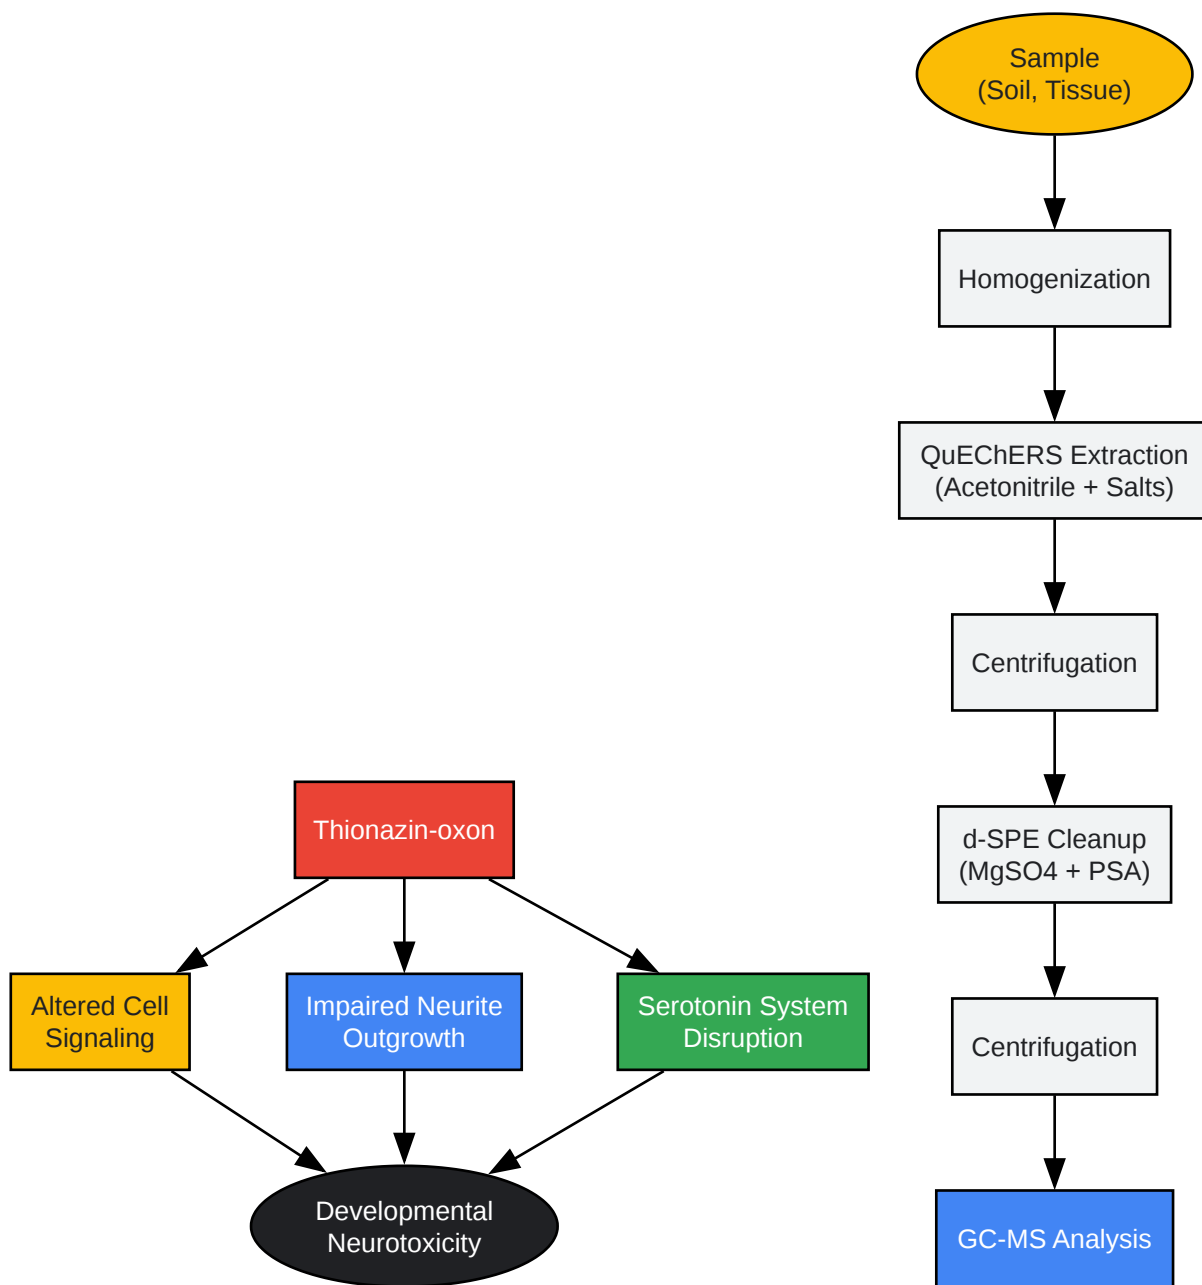 Sample
(Soil, Tissue)
Homogenization
QuEChERS Extraction
(Acetonitrile + Salts)
Centrifugation
d-SPE Cleanup
(MgSO4 + PSA)
Centrifugation
GC-MS Analysis
Thionazin-oxon
Altered Cell
Signaling
Impaired Neurite
Outgrowth
Serotonin System
Disruption
Developmental
Neurotoxicity